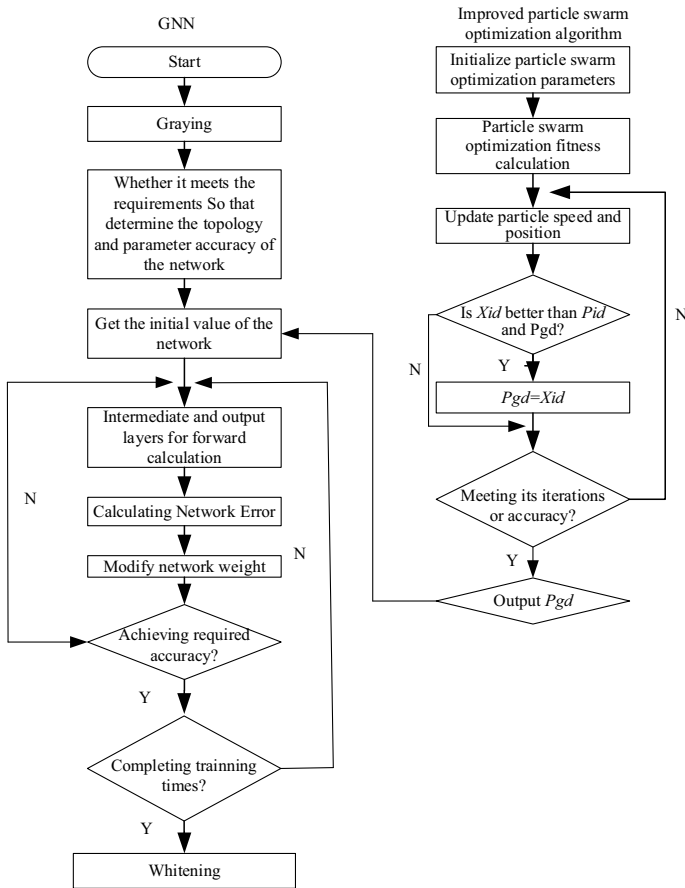 GNN
Start
Graying
Whether it meets the
requirements So that
determine the topology
and parameter accuracy of
the network
Get the initial value of the
network
Intermediate and output
layers for forward
calculation
N
Calculating Network Error
N
Modify network weight
Achieving required
accuracy?
Y
Completing trainning
times?
Y
Whitening
Improved particle swarm
optimization algorithm
Initialize particle swarm
optimization parameters
Particle swarm
optimization fitness
calculation
Update particle speed and
position
Is Xid better than Pid
and Pgd?
N
N
Y
Pgd=Xid
Meeting its iterations
or accuracy?
Y
Output Pgd